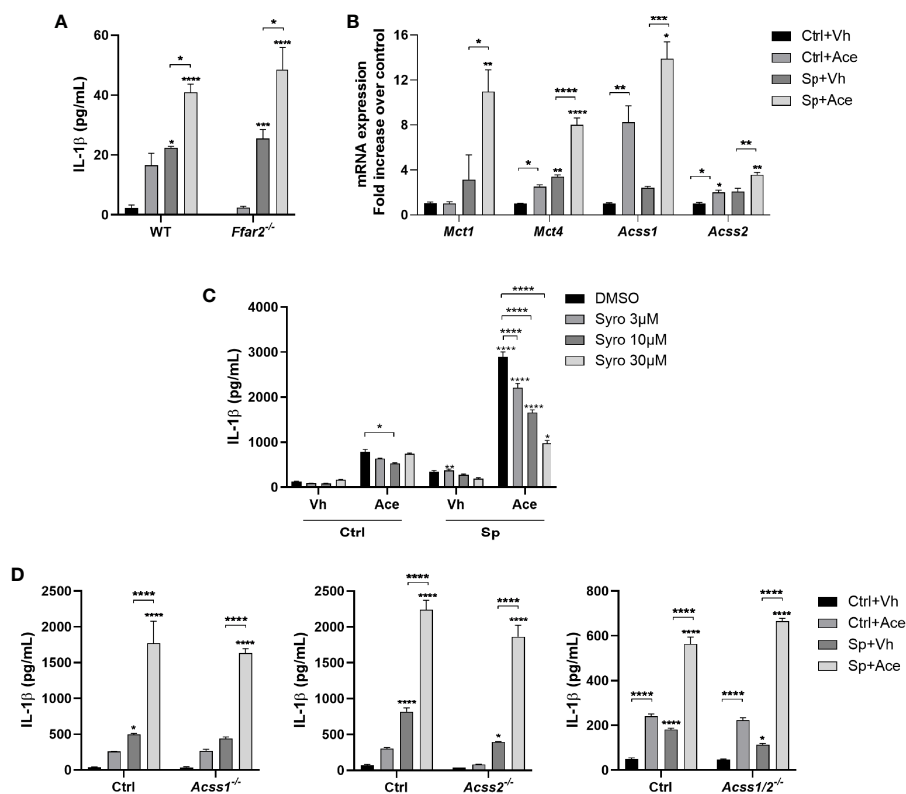 A
60
40
20
0
IL-1β (pg/mL)
*
****
*
*
****
***
WT
Ffar2-/-
B
16
12
8
4
0
mRNA expression
Fold increase over control
*
**
****
****
*
**
***
*
**
**
*
*
**
Mct1
Mct4
Acss1
Acss2
Ctrl+Vh
Ctrl+Ace
Sp+Vh
Sp+Ace
C
4000
3000
2000
1000
0
IL-1β (pg/mL)
****
****
****
****
****
****
*
*
**
Vh
Ace
Vh
Ace
Ctrl
Sp
DMSO
Syro 3μM
Syro 10μM
Syro 30μM
D
2500
2000
1500
1000
500
0
IL-1β (pg/mL)
****
****
*
****
****
Ctrl
Acss1-/-
2500
2000
1500
1000
500
0
IL-1β (pg/mL)
****
****
****
****
****
*
Ctrl
Acss2-/-
800
600
400
200
0
IL-1β (pg/mL)
****
****
****
****
****
****
****
*
Ctrl
Acss1/2-/-
Ctrl+Vh
Ctrl+Ace
Sp+Vh
Sp+Ace